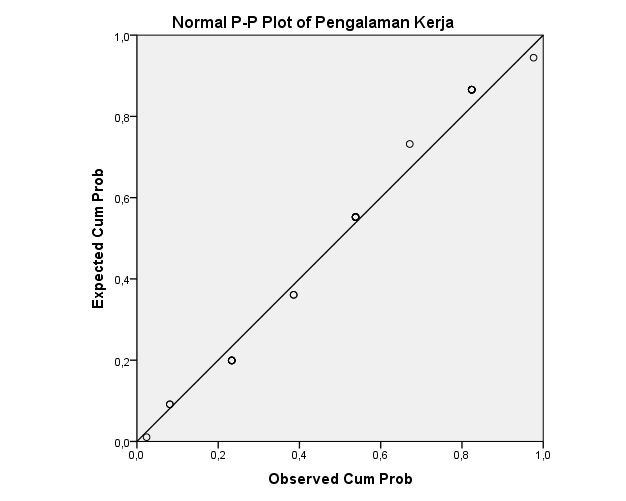 Normal P-P Plot of Pengalaman Kerja
1,0
0,8
0,6
0,4
0,2
0,0
Expected Cum Prob
0,0 0,2 0,4 0,6 0,8 1,0
Observed Cum Prob